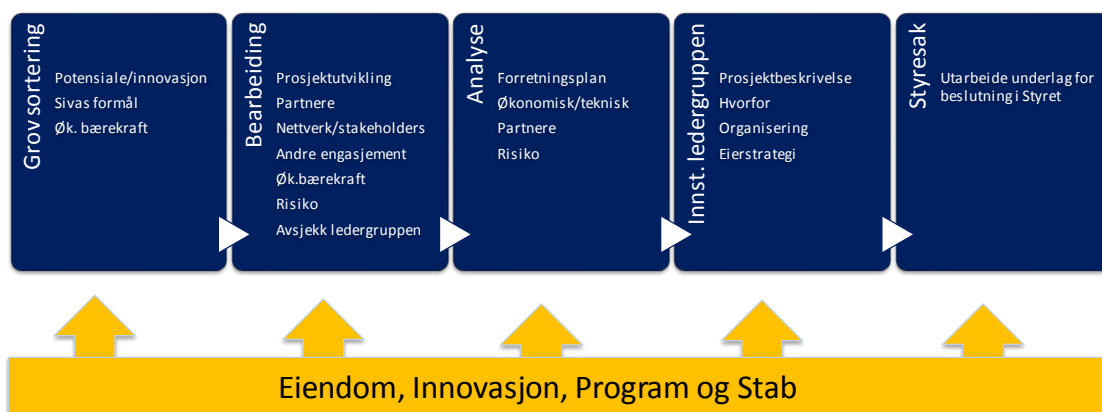 Grov sortering
Potensiale/innovasjon
Sivas formål
Øk. bærekraft
Bearbeiding
Prosjektutvikling
Partnere
Nettverk/stakeholders
Andre engasjement
Øk.bærekraft
Risiko
Avsjekk ledergruppen
Analyse
Forretningsplan
Økonomisk/teknisk
Partnere
Risiko
Innst. ledergruppen
Prosjektbeskrivelse
Hvorfor
Organisering
Eierstrategi
Styresak
Utarbeide underlag for
beslutning i Styret
Eiendom, Innovasjon, Program og Stab